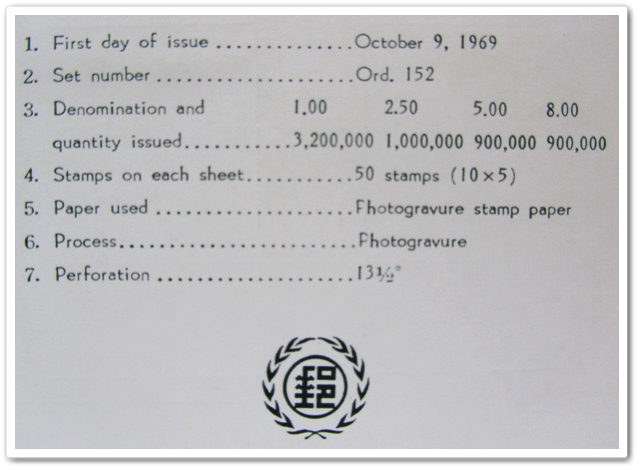 1. First day of issue ..............October 9, 1969
2. Set number ....................Ord. 152
3. Denomination and 1.00 2.50 5.00 8.00
quantity issued...........3,200,000 1,000,000 900,000 900,000
4. Stamps on each sheet...........50 stamps (10×5)
5. Paper used ....................Fhotogravure stamp paper
6. Process........................Photogravure
7. Perforation ....................13½°
郵